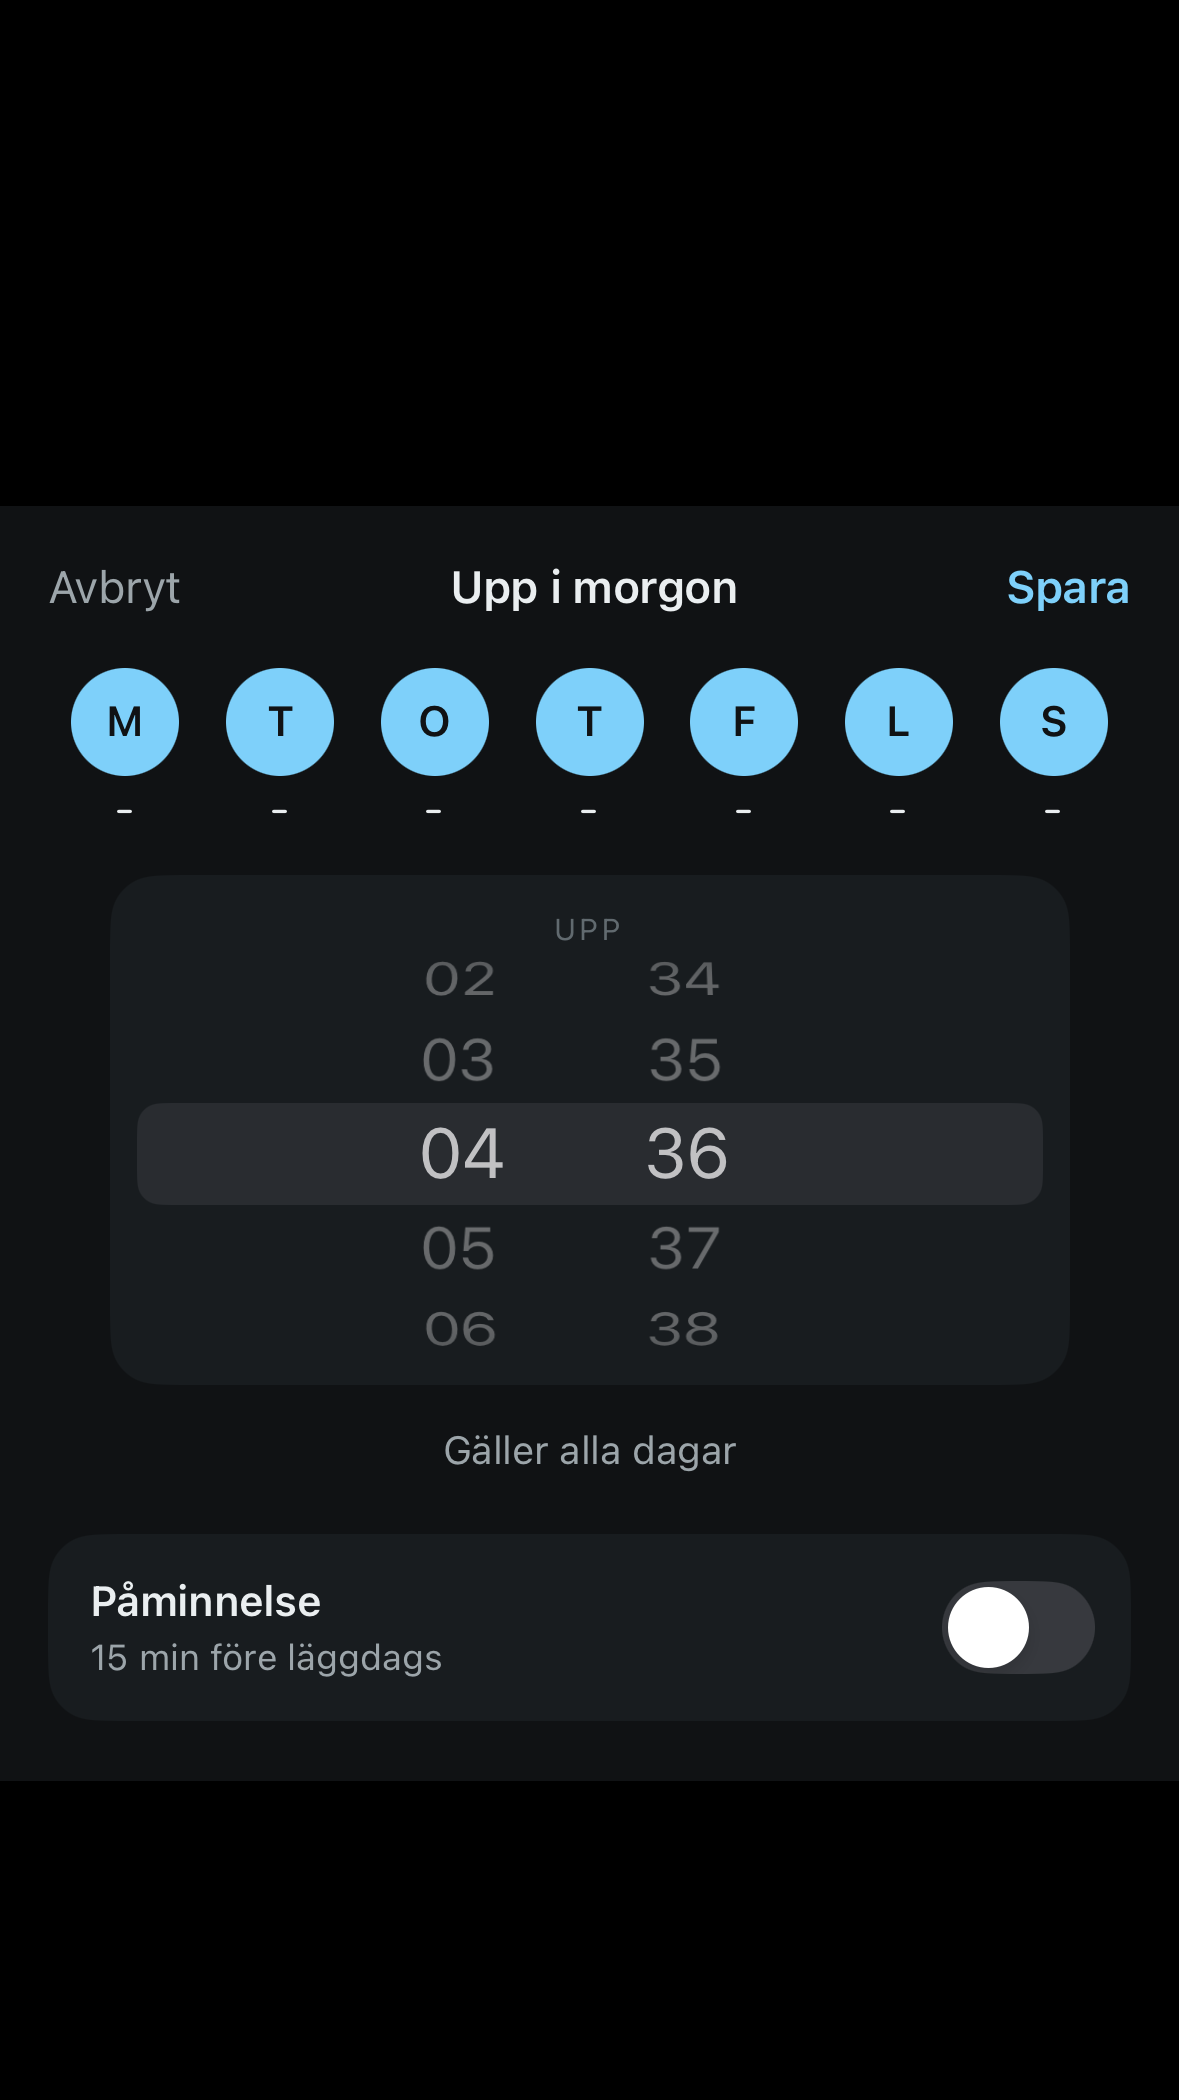 Avbryt Upp i morgon Spara
M T O T F L S
– – – – – – –
UPP
02 34
03 35
04 36
05 37
06 38
Gäller alla dagar
Påminnelse
15 min före läggdags